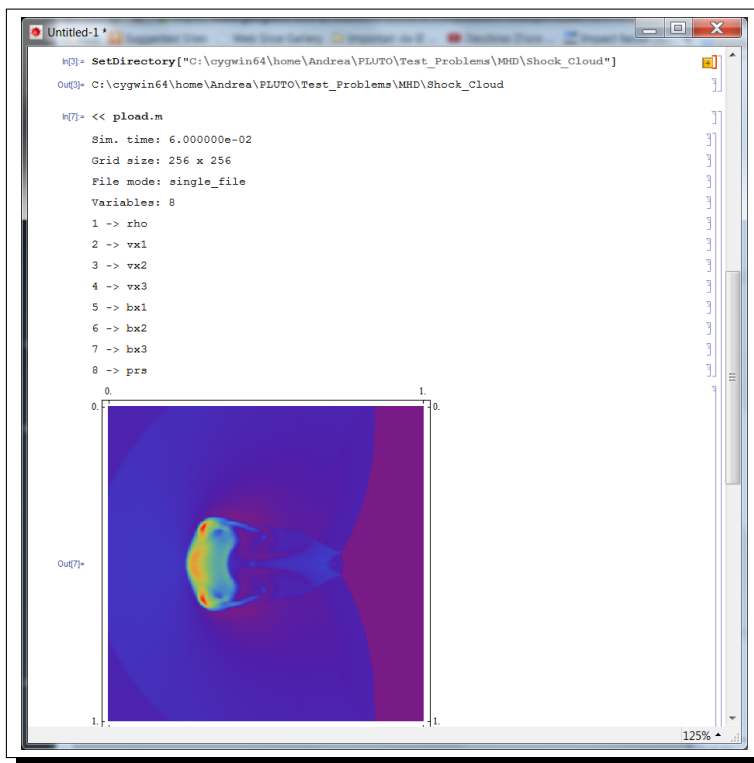 Untitled-1 *
In[3]:= SetDirectory["C:\cygwin64\home\Andrea\PLUTO\Test_Problems\MHD\Shock_Cloud"]
Out[3]= C:\cygwin64\home\Andrea\PLUTO\Test_Problems\MHD\Shock_Cloud
In[7]:= << pload.m
Sim. time: 6.000000e-02
Grid size: 256 x 256
File mode: single_file
Variables: 8
1 -> rho
2 -> vx1
3 -> vx2
4 -> vx3
5 -> bx1
6 -> bx2
7 -> bx3
8 -> prs
0. 1.
0. 0.
Out[7]=
1. 1.
125%